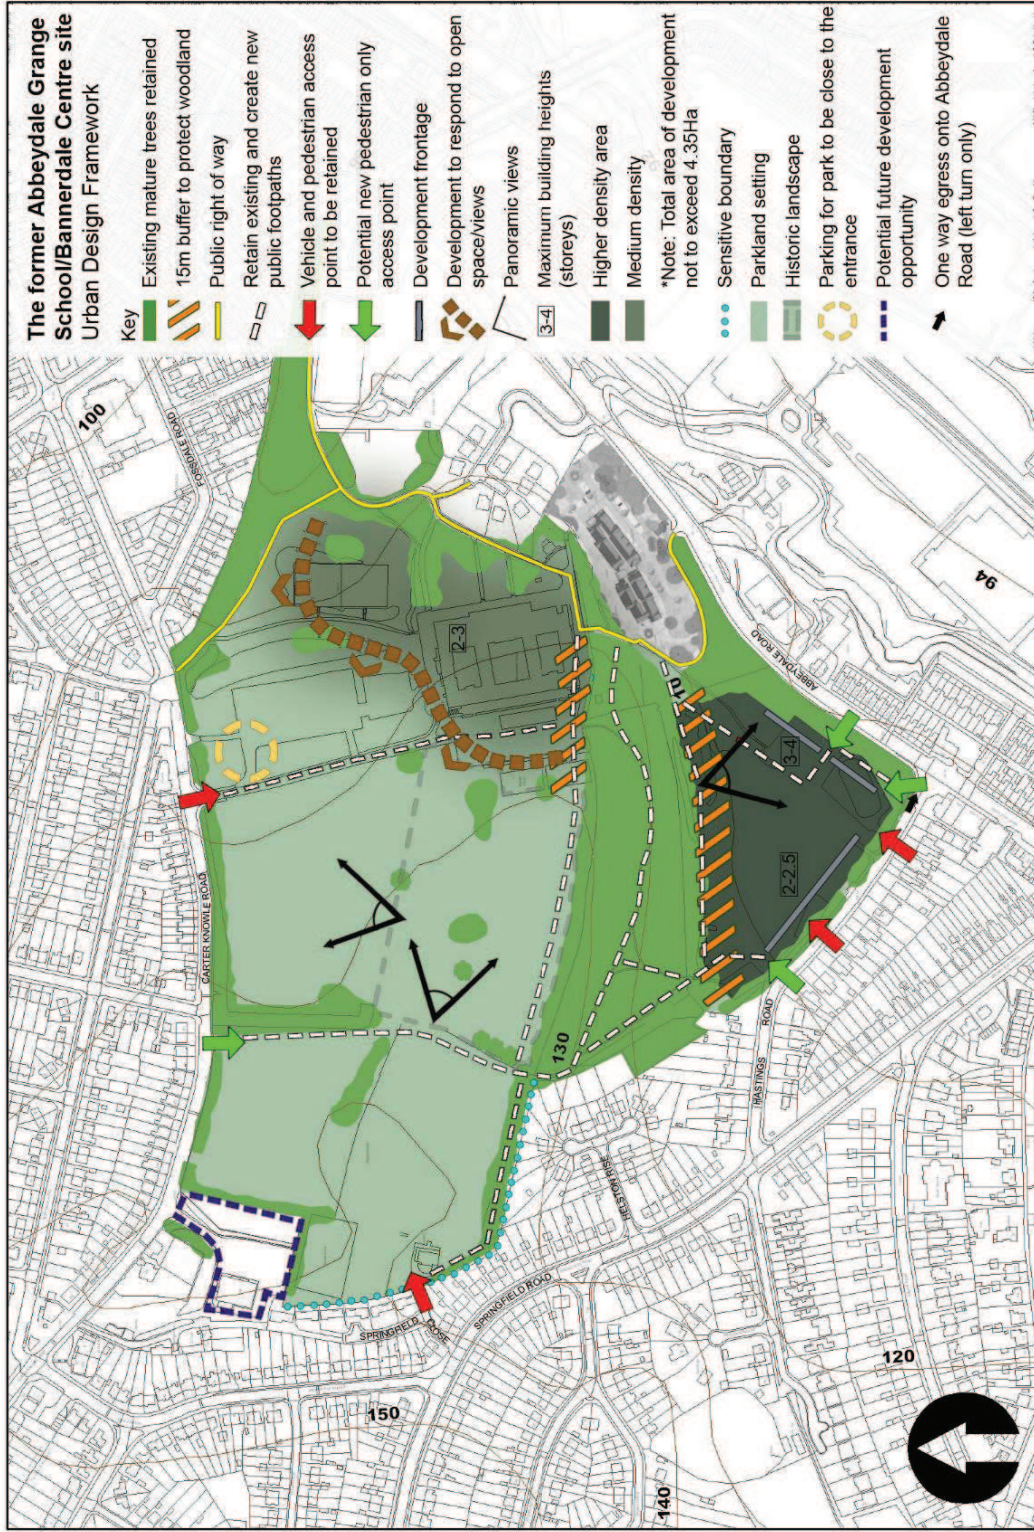 The former Abbeydale Grange
School/Bannerdale Centre site
Urban Design Framework
Key
Existing mature trees retained
15m buffer to protect woodland
Public right of way
Retain existing and create new
public footpaths
Vehicle and pedestrian access
point to be retained
Potential new pedestrian only
access point
Development frontage
Development to respond to open
space/views
Panoramic views
3-4
Maximum building heights
(storeys)
Higher density area
Medium density
*Note: Total area of development
not to exceed 4.35Ha
Sensitive boundary
Parkland setting
Historic landscape
Parking for park to be close to the
entrance
Potential future development
opportunity
One way egress onto Abbeydale
Road (left turn only)
100
FOSSDALE ROAD
CARTER KNOWLE ROAD
2-3
110
3-4
2-2.5
ABBEYDALE ROAD
94
130
HASTINGS ROAD
HELSTON RISE
SPRINGFIELD ROAD
SPRINGFIELD CLOSE
150
140
120